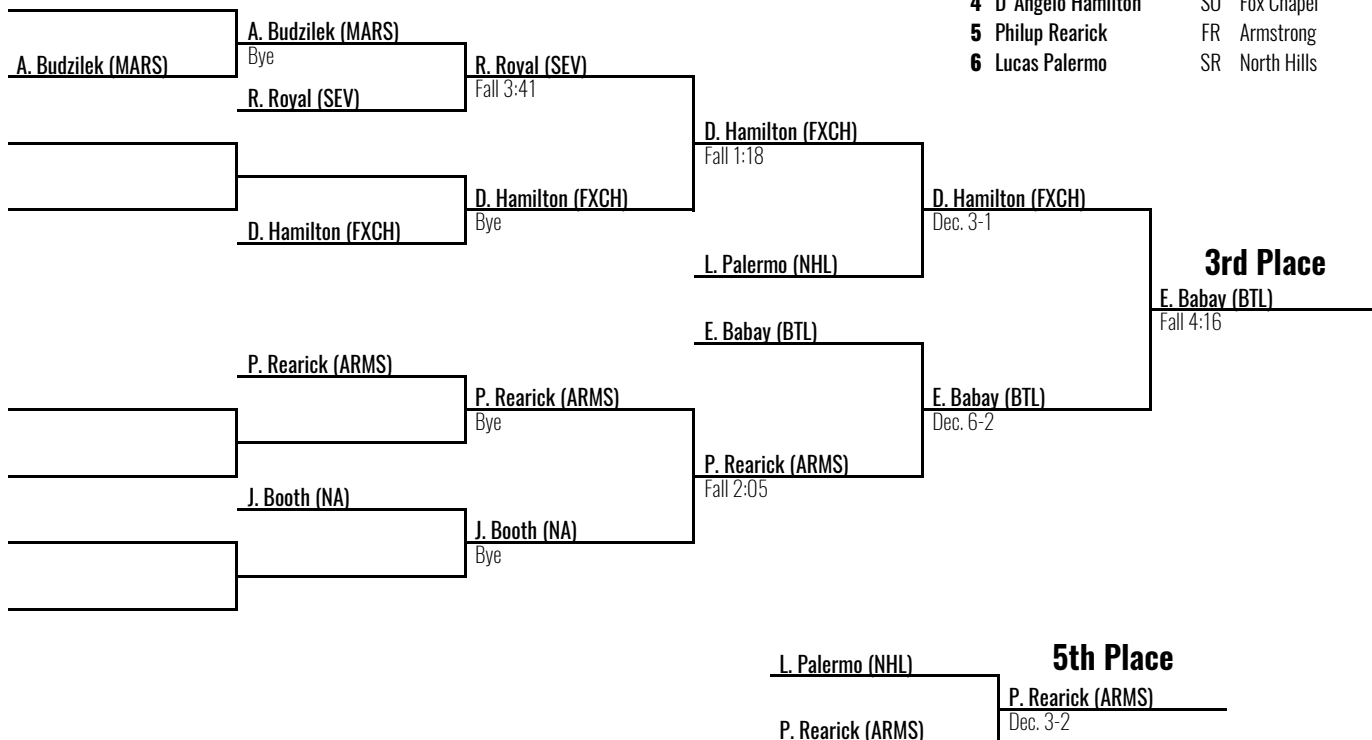 4 D'Angelo Hamilton SO Fox Chapel
5 Philup Rearick FR Armstrong
6 Lucas Palermo SR North Hills
A. Budzilek (MARS)
A. Budzilek (MARS)
Bye
R. Royal (SEV)
R. Royal (SEV)
Fall 3:41
D. Hamilton (FXCH)
D. Hamilton (FXCH)
Bye
D. Hamilton (FXCH)
Fall 1:18
L. Palermo (NHL)
D. Hamilton (FXCH)
Dec. 3-1
3rd Place
E. Babay (BTL)
Fall 4:16
E. Babay (BTL)
E. Babay (BTL)
Dec. 6-2
P. Rearick (ARMS)
P. Rearick (ARMS)
Bye
P. Rearick (ARMS)
Fall 2:05
J. Booth (NA)
J. Booth (NA)
Bye
5th Place
L. Palermo (NHL)
P. Rearick (ARMS)
Dec. 3-2
P. Rearick (ARMS)